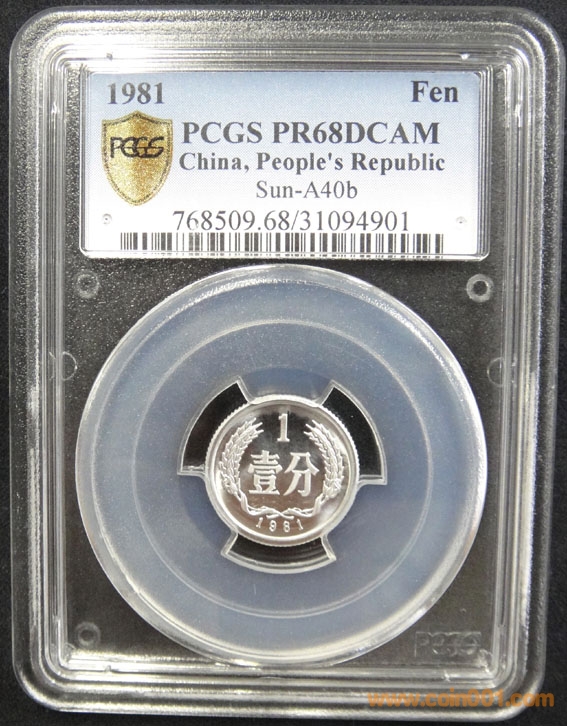 1981 Fen
PCGS PCGS PR68DCAM
China, People's Republic
Sun-A40b
768509.68/31094901
1
壹分
1981
PCGS
www.coin001.com